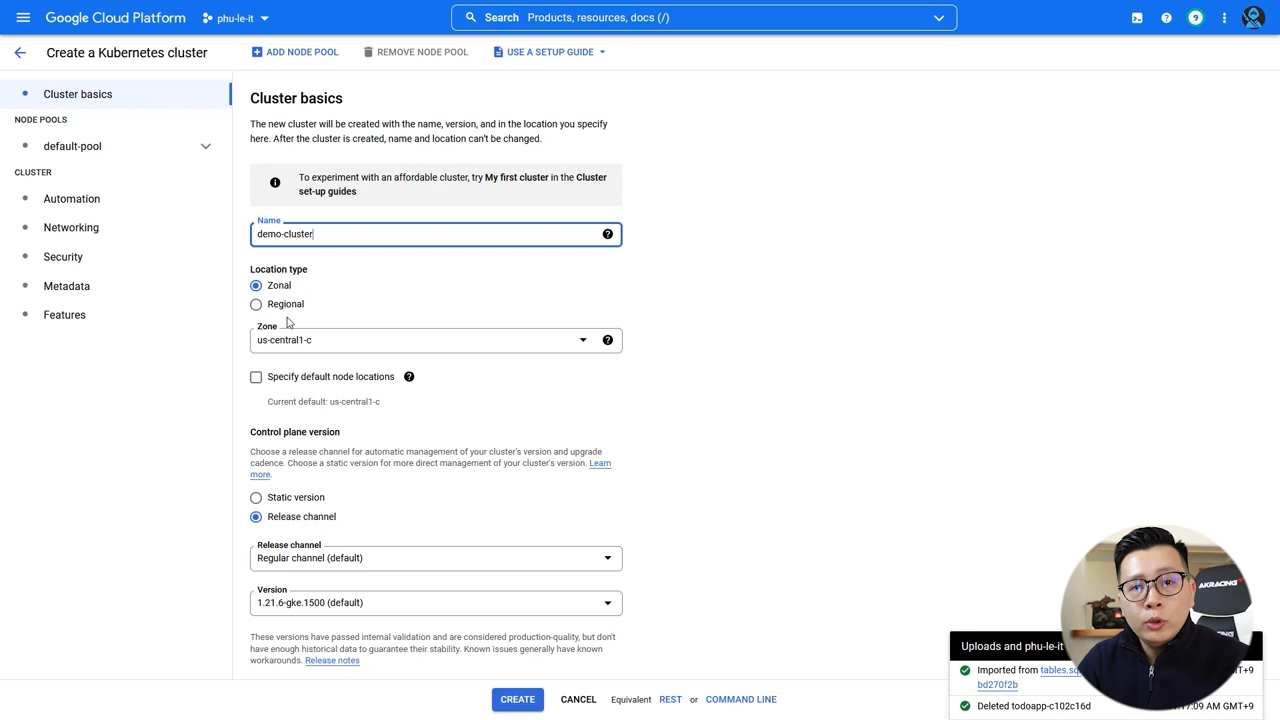 Google Cloud Platform
phu-le-it
Search Products, resources, docs (/)
9
Create a Kubernetes cluster
ADD NODE POOL
REMOVE NODE POOL
USE A SETUP GUIDE
Cluster basics
NODE POOLS
default-pool
CLUSTER
Automation
Networking
Security
Metadata
Features
Cluster basics
The new cluster will be created with the name, version, and in the location you specify
here. After the cluster is created, name and location can't be changed.
To experiment with an affordable cluster, try My first cluster in the Cluster
set-up guides
Name
demo-cluster
Location type
Zonal
Regional
Zone
us-central1-c
Specify default node locations
Current default: us-central1-c
Control plane version
Choose a release channel for automatic management of your cluster's version and upgrade
cadence. Choose a static version for more direct management of your cluster's version. Learn
more.
Static version
Release channel
Release channel
Regular channel (default)
Version
1.21.6-gke.1500 (default)
These versions have passed internal validation and are considered production-quality, but don't
have enough historical data to guarantee their stability. Known issues generally have known
workarounds. Release notes
CREATE
CANCEL
Equivalent REST or COMMAND LINE
AKRACING
Uploads and phu-le-it
Imported from
bd270f2b
Deleted todoapp-c102c16d
AM GMT+9